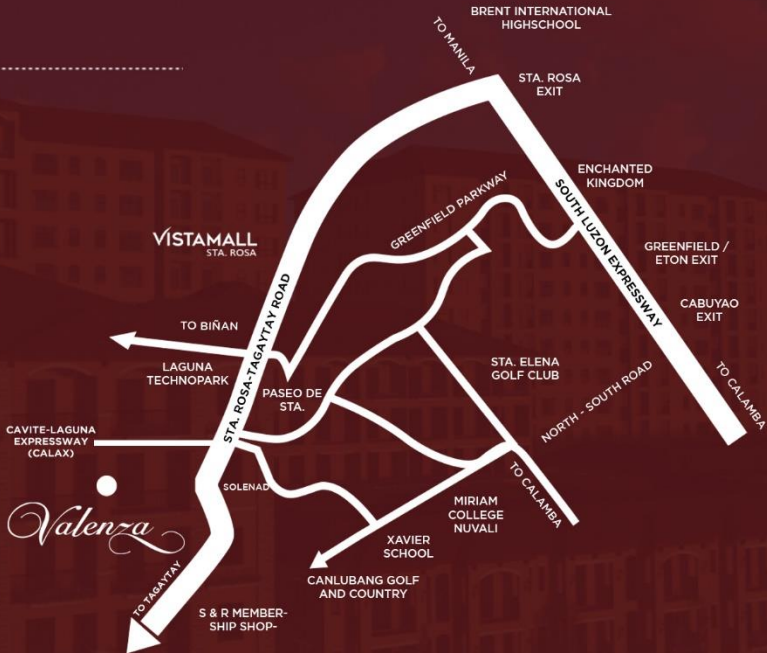 BRENT INTERNATIONAL
HIGHSCHOOL
TO MANILA
STA. ROSA
EXIT
ENCHANTED
KINGDOM
GREENFIELD PARKWAY
SOUTH LUZON EXPRESSWAY
VISTAMALL
STA. ROSA
GREENFIELD /
ETON EXIT
CABUYAO
EXIT
STA. ROSA-TAGAYTAY ROAD
TO BIÑAN
LAGUNA
TECHNOPARK
PASEO DE
STA.
STA. ELENA
GOLF CLUB
NORTH - SOUTH ROAD
TO CALAMBA
CAVITE-LAGUNA
EXPRESSWAY
(CALAX)
SOLENAD
TO CALAMBA
Valenza
MIRIAM
COLLEGE
NUVALI
XAVIER
SCHOOL
CANLUBANG GOLF
AND COUNTRY
TO TAGAYTAY
S & R MEMBER-
SHIP SHOP-